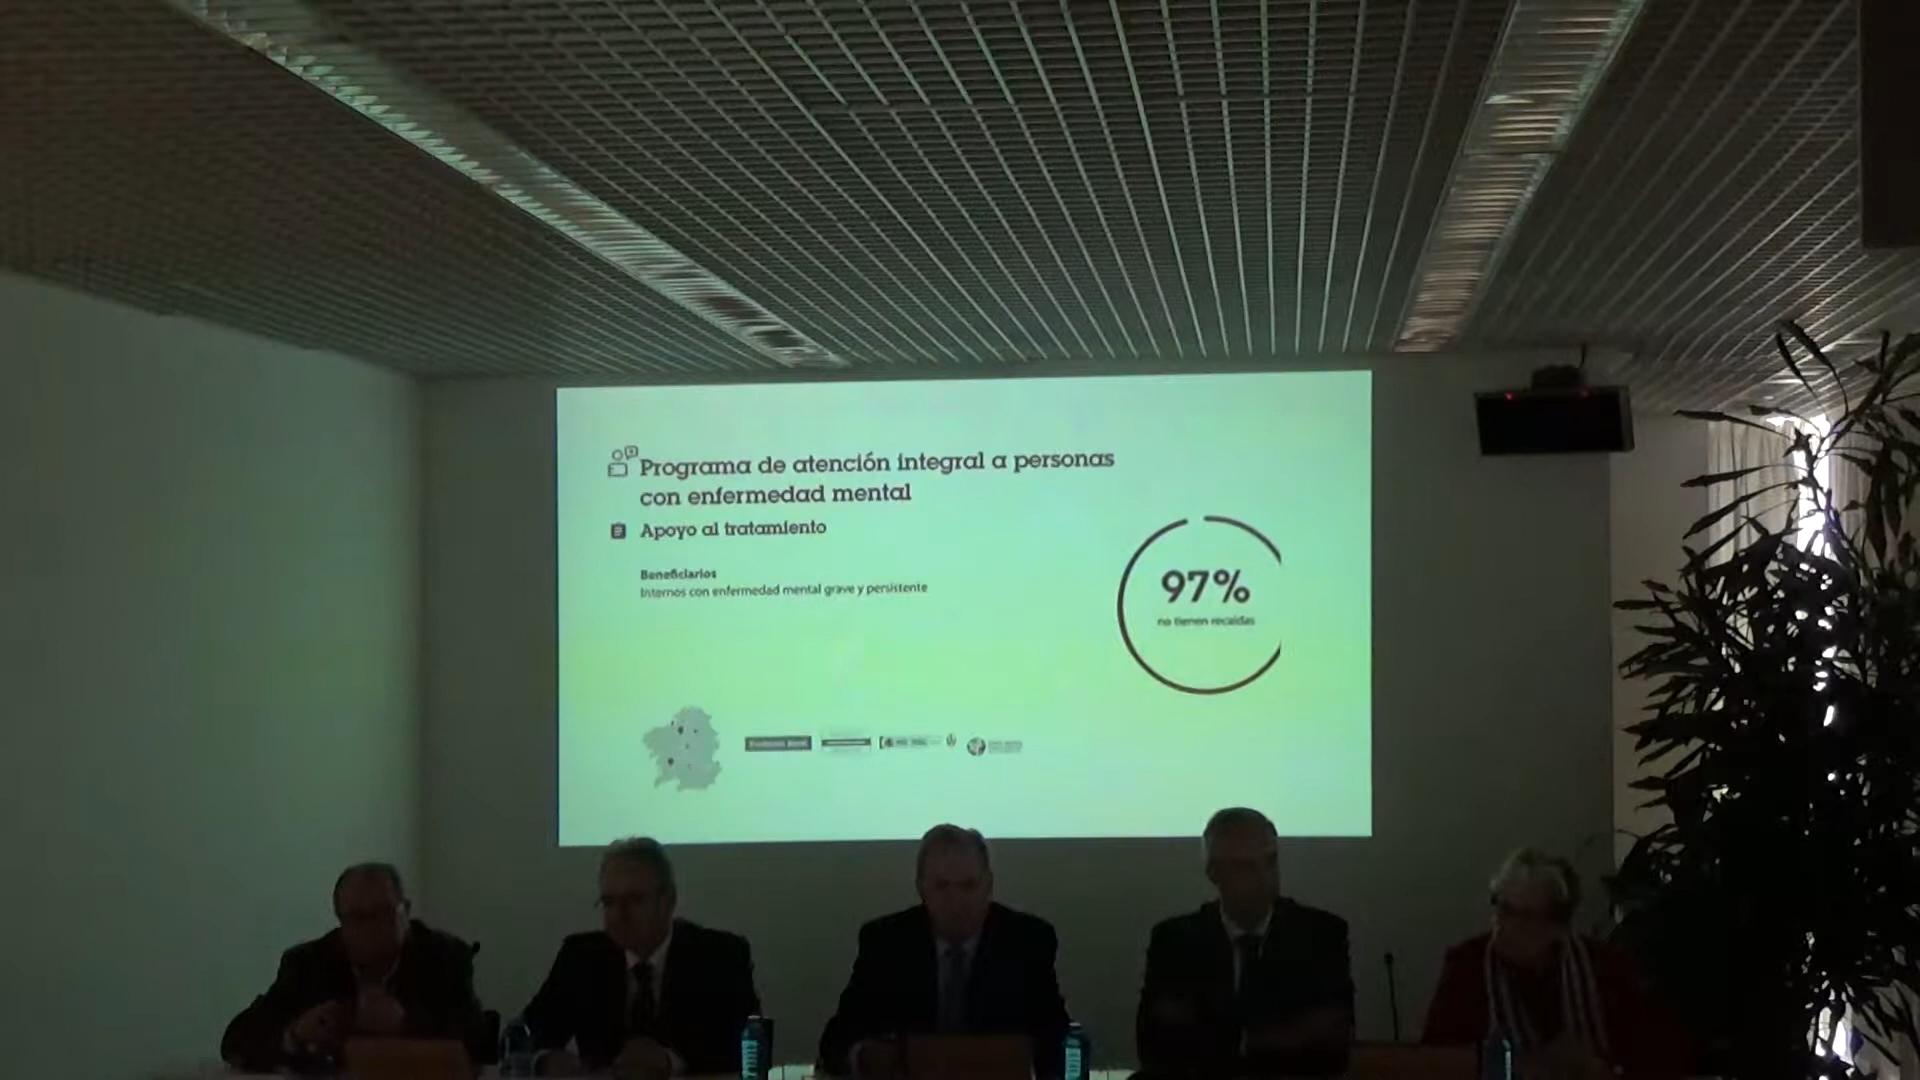 Programa de atención integral a personas
con enfermedad mental
Apoyo al tratamiento
Beneficiarios
Internos con enfermedad mental grave y persistente
97%
no tienen recaídas